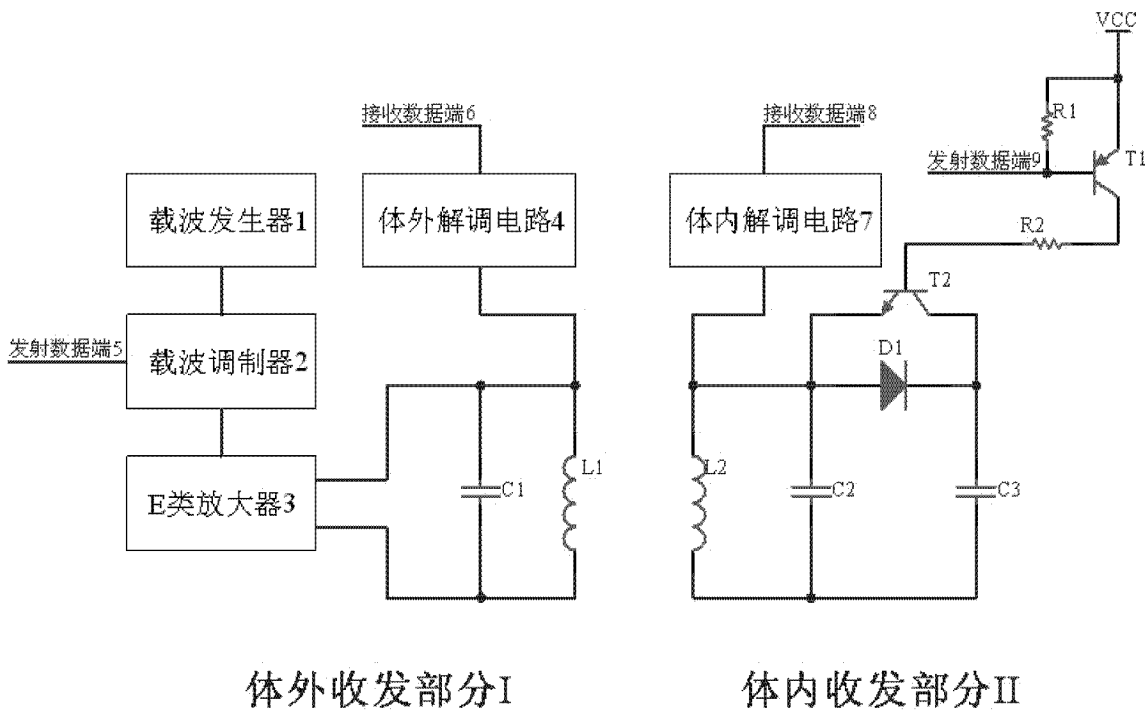 VCC
接收数据端6
接收数据端8
R1
发射数据端9
T1
载波发生器1
体外解调电路4
体内解调电路7
R2
T2
发射数据端5
载波调制器2
D1
E类放大器3
C1
L1
L2
C2
C3
体外收发部分I
体内收发部分II